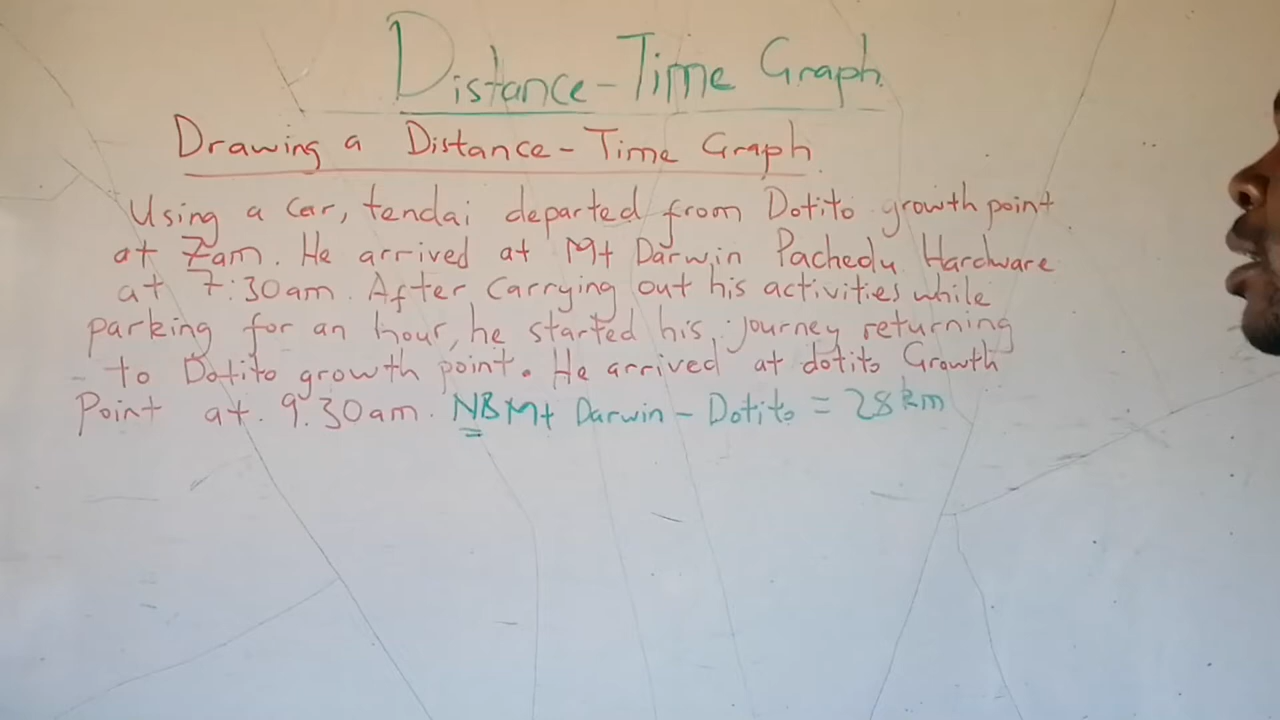 Distance-Time Graph
Drawing a Distance-Time Graph
Using a Car, tendai departed from Dotito growth point
at 7am. He arrived at Mt Darwin Pachedu Hardware
at 7:30am. After Carrying out his activities while
parking for an hour, he started his journey returning
to Dotito growth point. He arrived at dotito Growth
Point at 9.30am. NB Mt Darwin - Dotito = 28km